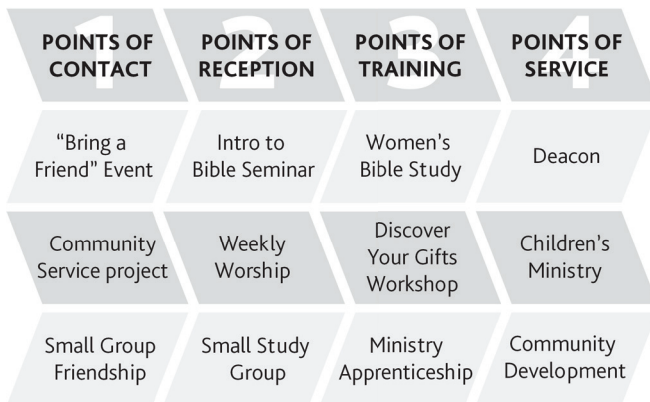 1 POINTS OF CONTACT
2 POINTS OF RECEPTION
3 POINTS OF TRAINING
4 POINTS OF SERVICE
“Bring a
Friend” Event
Intro to
Bible Seminar
Women’s
Bible Study
Deacon
Community
Service project
Weekly
Worship
Discover
Your Gifts
Workshop
Children’s
Ministry
Small Group
Friendship
Small Study
Group
Ministry
Apprenticeship
Community
Development